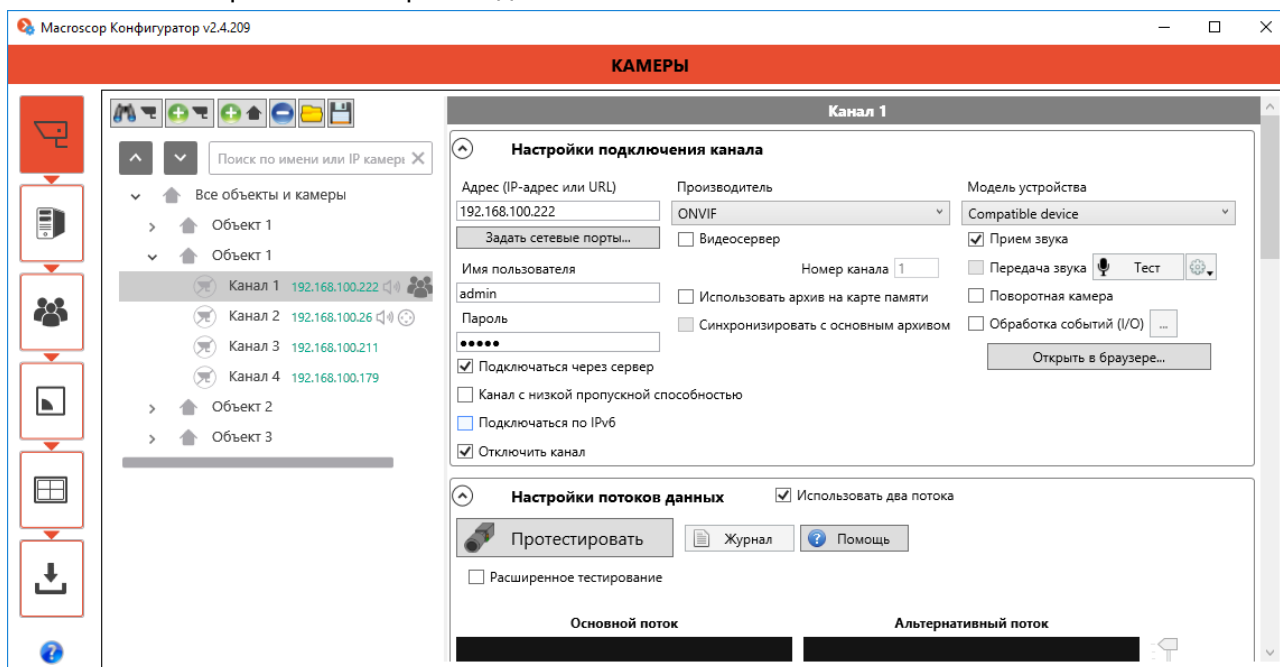 Macroscop Конфигуратор v2.4.209
КАМЕРЫ
Поиск по имени или IP камеры
Все объекты и камеры
Объект 1
Объект 1
Канал 1 192.168.100.222
Канал 2 192.168.100.26
Канал 3 192.168.100.211
Канал 4 192.168.100.179
Объект 2
Объект 3
Канал 1
Настройки подключения канала
Адрес (IP-адрес или URL)
192.168.100.222
Задать сетевые порты...
Имя пользователя
admin
Пароль
●●●●●
Подключаться через сервер
Канал с низкой пропускной способностью
Подключаться по IPv6
Отключить канал
Производитель
ONVIF
Видеосервер
Номер канала 1
Использовать архив на карте памяти
Синхронизировать с основным архивом
Модель устройства
Compatible device
Прием звука
Передача звука Тест
Поворотная камера
Обработка событий (I/O) ...
Открыть в браузере...
Настройки потоков данных Использовать два потока
Протестировать Журнал Помощь
Расширенное тестирование
Основной поток Альтернативный поток